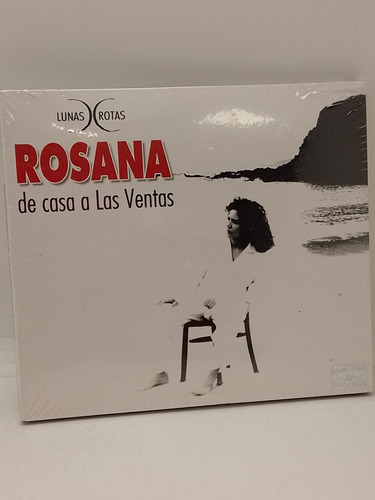 LUNAS ROTAS
ROSANA
de casa a Las Ventas